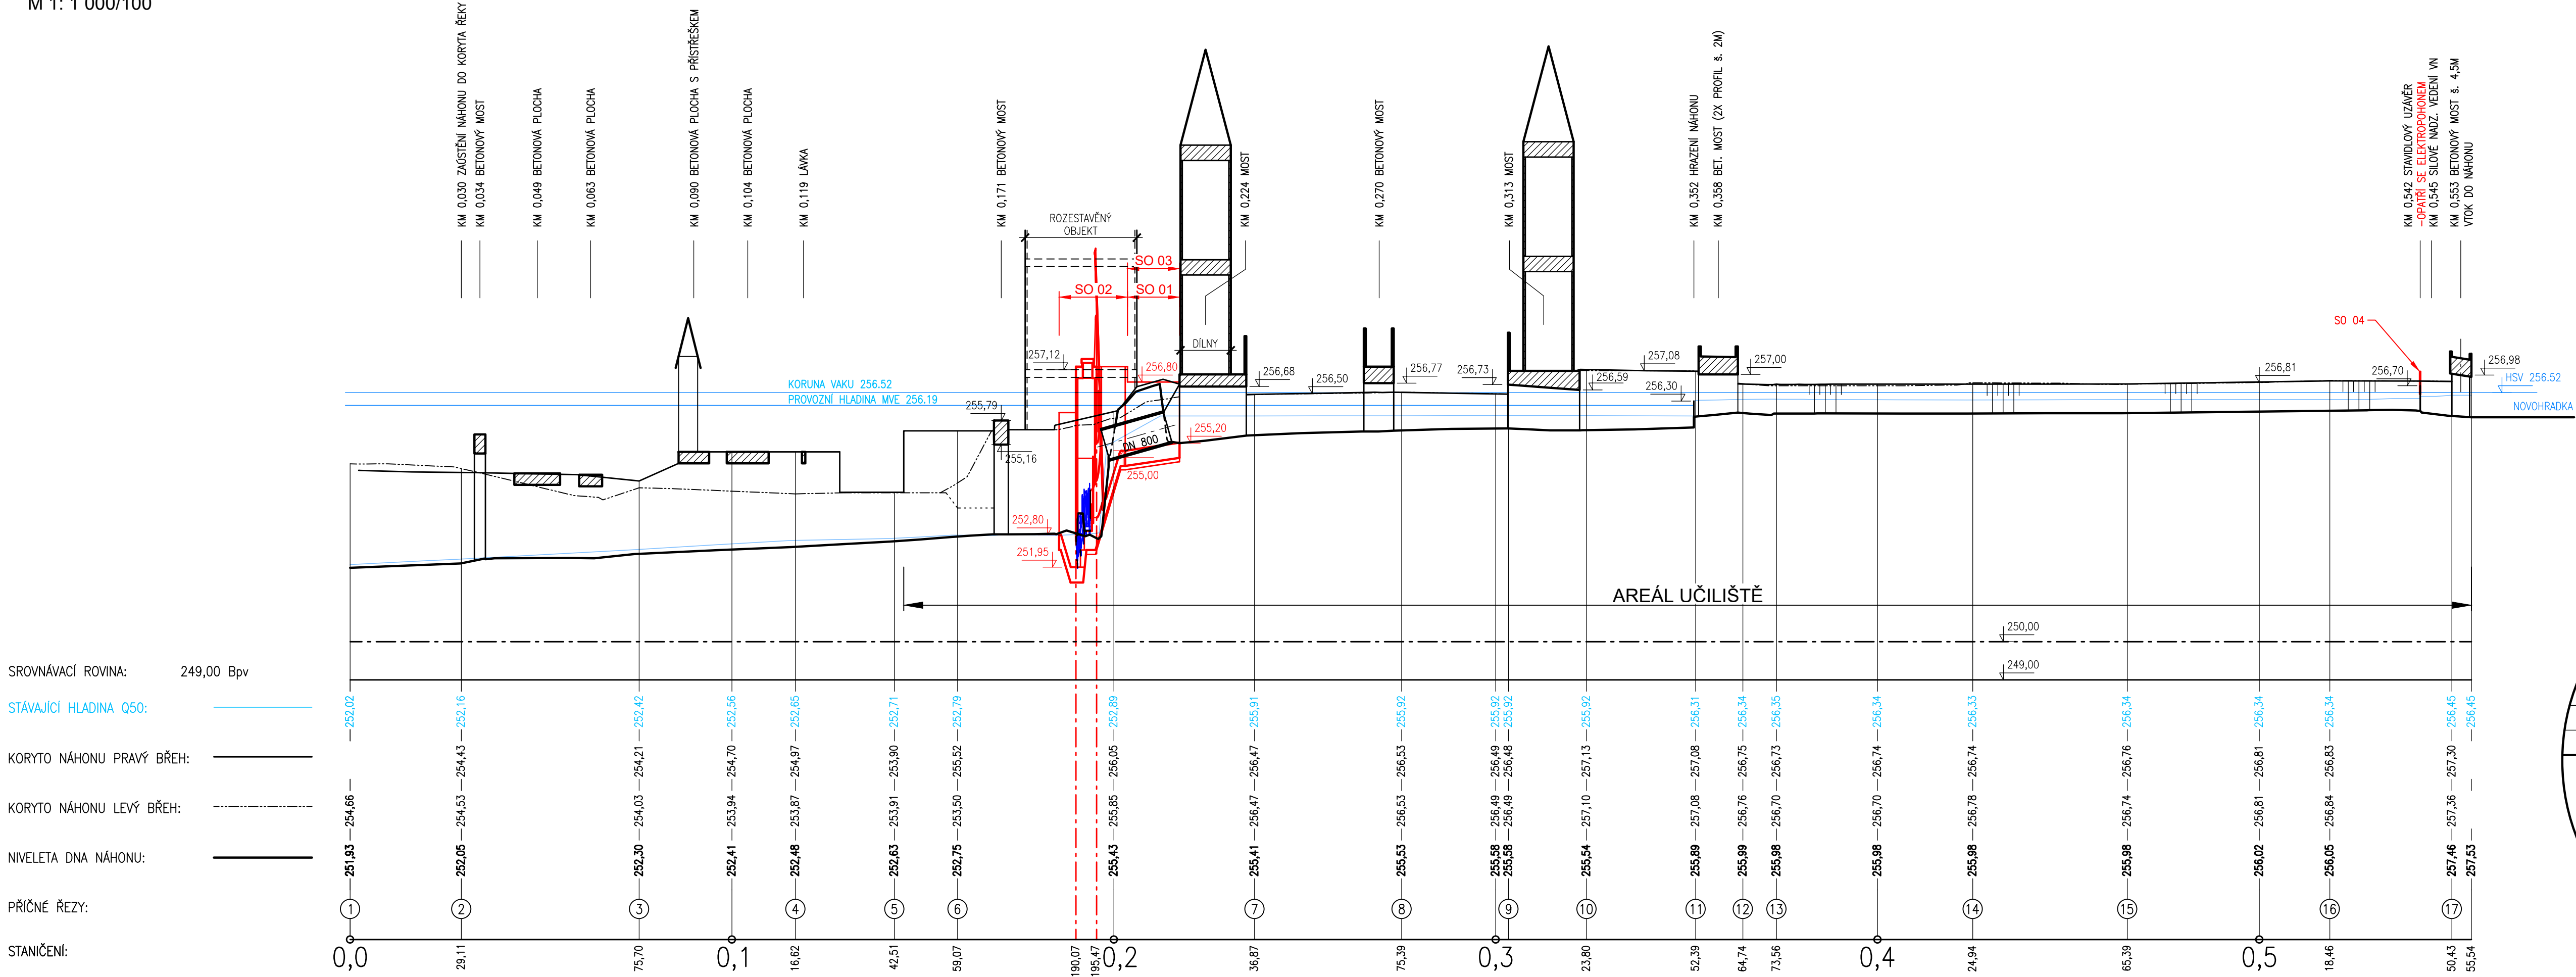 M 1: 1 000/100
KM 0,030 ZAÚSTĚNÍ NÁHONU DO KORYTA ŘEKY
KM 0,034 BETONOVÝ MOST
KM 0,049 BETONOVÁ PLOCHA
KM 0,063 BETONOVÁ PLOCHA
KM 0,090 BETONOVÁ PLOCHA S PŘÍSTŘEŠKEM
KM 0,104 BETONOVÁ PLOCHA
KM 0,119 LÁVKA
KM 0,171 BETONOVÝ MOST
KM 0,224 MOST
KM 0,270 BETONOVÝ MOST
KM 0,313 MOST
KM 0,352 HRAZENÍ NÁHONU
KM 0,358 BET. MOST (2X PROFIL š. 2M)
KM 0,542 STAVIDLOVÝ UZÁVĚR
-OPATŘÍ SE ELEKTROPOHONEM
KM 0,545 SILOVÉ NADZ. VEDENÍ VN
KM 0,553 BETONOVÝ MOST š. 4,5M
VTOK DO NÁHONU
ROZESTAVĚNÝ
OBJEKT
SO 03
SO 02
SO 01
SO 04
DÍLNY
257,12
256,80
256,68
256,50
256,77
256,73
256,59
257,08
256,30
257,00
256,81
256,70
256,98
HSV 256.52
NOVOHRADKA
KORUNA VAKU 256.52
PROVOZNÍ HLADINA MVE 256.19
255,79
255,16
DN 800
255,20
255,00
252,80
251,95
AREÁL UČILIŠTĚ
250,00
249,00
SROVNÁVACÍ ROVINA: 249,00 Bpv
STÁVAJÍCÍ HLADINA Q50: 252,02 252,16 252,42 252,56 252,65 252,71 252,79 252,89 255,91 255,92 255,92 255,92 255,92 256,31 256,34 256,35 256,34 256,33 256,34 256,34 256,34 256,45 256,45
KORYTO NÁHONU PRAVÝ BŘEH: 254,43 254,21 254,70 254,97 253,90 255,52 256,05 256,47 256,53 256,49 256,48 257,13 257,08 256,75 256,73 256,74 256,74 256,76 256,81 256,83 257,30
KORYTO NÁHONU LEVÝ BŘEH: 254,66 254,53 254,03 253,94 253,87 253,91 253,50 255,85 256,47 256,53 256,49 256,49 257,10 257,08 256,76 256,70 256,70 256,78 256,74 256,81 256,84 257,36
NIVELETA DNA NÁHONU: 251,93 252,05 252,30 252,41 252,48 252,63 252,75 255,43 255,41 255,53 255,58 255,58 255,54 255,89 255,99 255,98 255,98 255,98 255,98 256,02 256,05 257,46 257,53
PŘÍČNÉ ŘEZY: 1 2 3 4 5 6 7 8 9 10 11 12 13 14 15 16 17
STANIČENÍ: 0,0 29,11 75,70 0,1 16,62 42,51 59,07 190,07 195,47 0,2 36,87 75,39 0,3 23,80 52,39 64,74 73,56 0,4 24,94 65,39 0,5 18,46 50,43 55,54